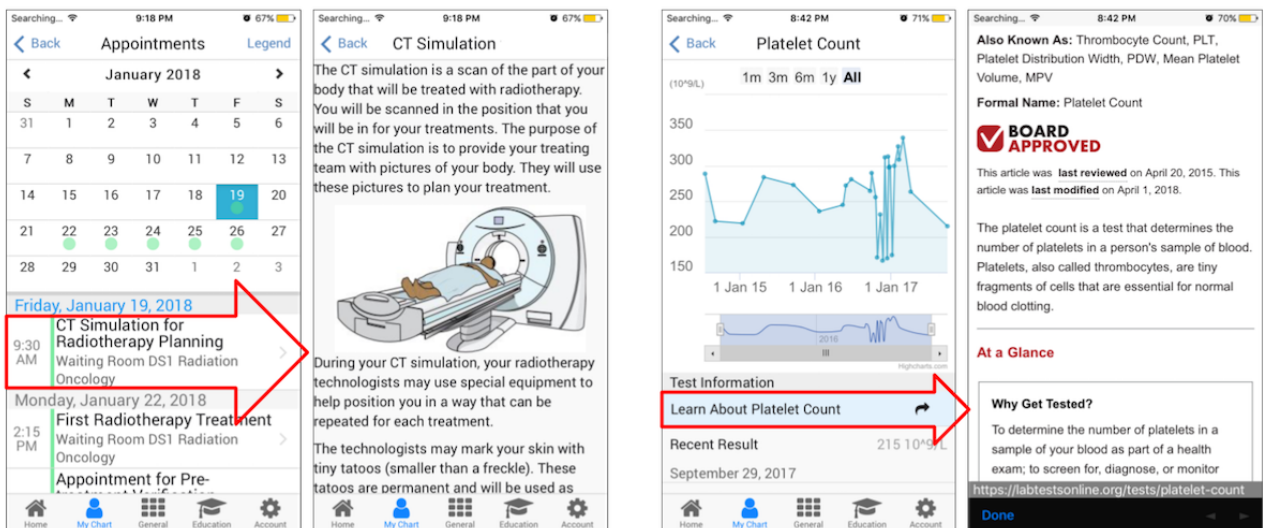 Searching... 9:18 PM 67%
Back Appointments Legend
January 2018
S M T W T F S
31 1 2 3 4 5 6
7 8 9 10 11 12 13
14 15 16 17 18 19 20
21 22 23 24 25 26 27
28 29 30 31 1 2 3
Friday, January 19, 2018
CT Simulation for
9:30 Radiotherapy Planning
AM Waiting Room DS1 Radiation
Oncology
Monday, January 22, 2018
First Radiotherapy Treatment
2:15 Waiting Room DS1 Radiation
PM Oncology
Appointment for Pre-
treatment Verification
Home My Chart General Education Account
Searching... 9:18 PM 67%
Back CT Simulation
The CT simulation is a scan of the part of your
body that will be treated with radiotherapy.
You will be scanned in the position that you
will be in for your treatments. The purpose of
the CT simulation is to provide your treating
team with pictures of your body. They will use
these pictures to plan your treatment.
During your CT simulation, your radiotherapy
technologists may use special equipment to
help position you in a way that can be
repeated for each treatment.
The technologists may mark your skin with
tiny tatoos (smaller than a freckle). These
tatoos are permanent and will be used as
Home My Chart General Education Account
Searching... 8:42 PM 71%
Back Platelet Count
1m 3m 6m 1y All
(10^9/L)
350
300
250
200
150
1 Jan 15 1 Jan 16 1 Jan 17
2016
Highcharts.com
Test Information
Learn About Platelet Count
Recent Result 215 10^9/L
September 29, 2017
Home My Chart General Education Account
Searching... 8:42 PM 70%
Also Known As: Thrombocyte Count, PLT,
Platelet Distribution Width, PDW, Mean Platelet
Volume, MPV
Formal Name: Platelet Count
BOARD
APPROVED
This article was last reviewed on April 20, 2015. This
article was last modified on April 1, 2018.
The platelet count is a test that determines the
number of platelets in a person's sample of blood.
Platelets, also called thrombocytes, are tiny
fragments of cells that are essential for normal
blood clotting.
At a Glance
Why Get Tested?
To determine the number of platelets in a
sample of your blood as part of a health
exam; to screen for, diagnose, or monitor
https://labtestsonline.org/tests/platelet-count
Done